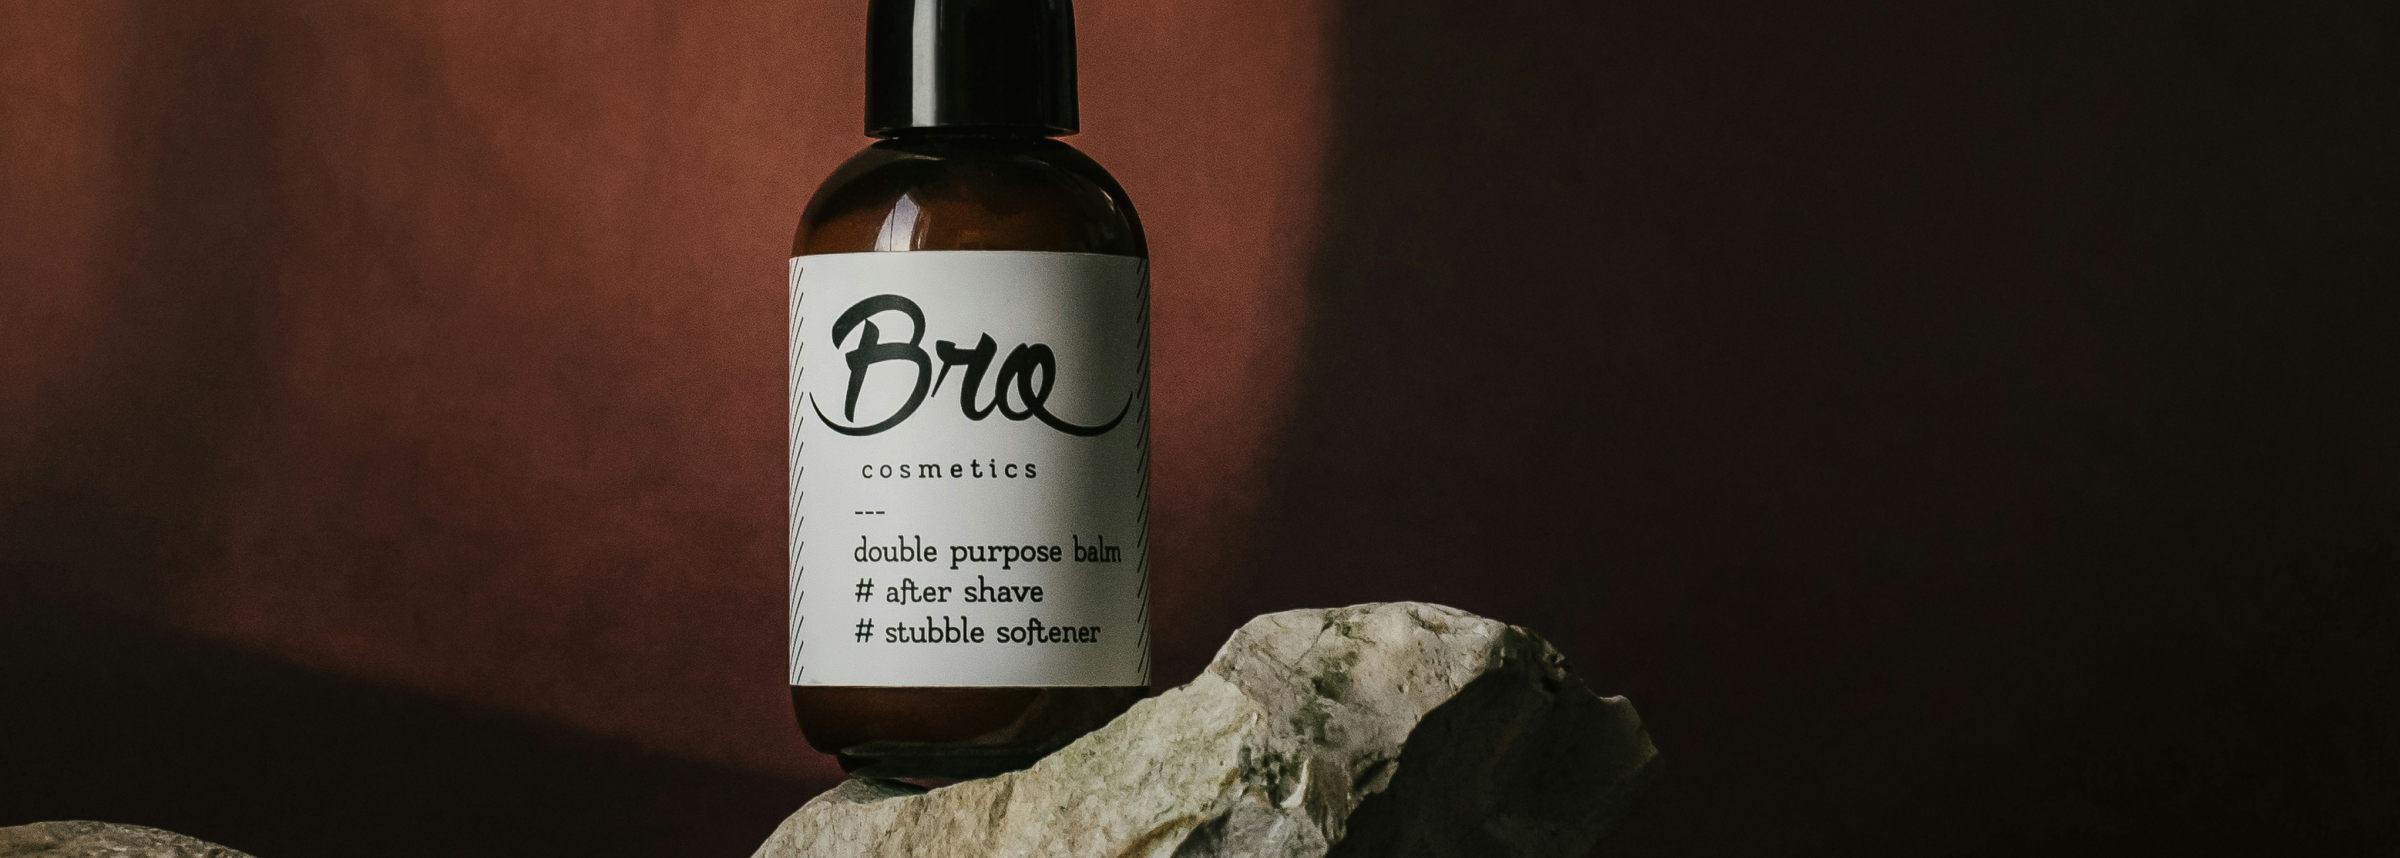 Bro
cosmetics
---
double purpose balm
# after shave
# stubble softener